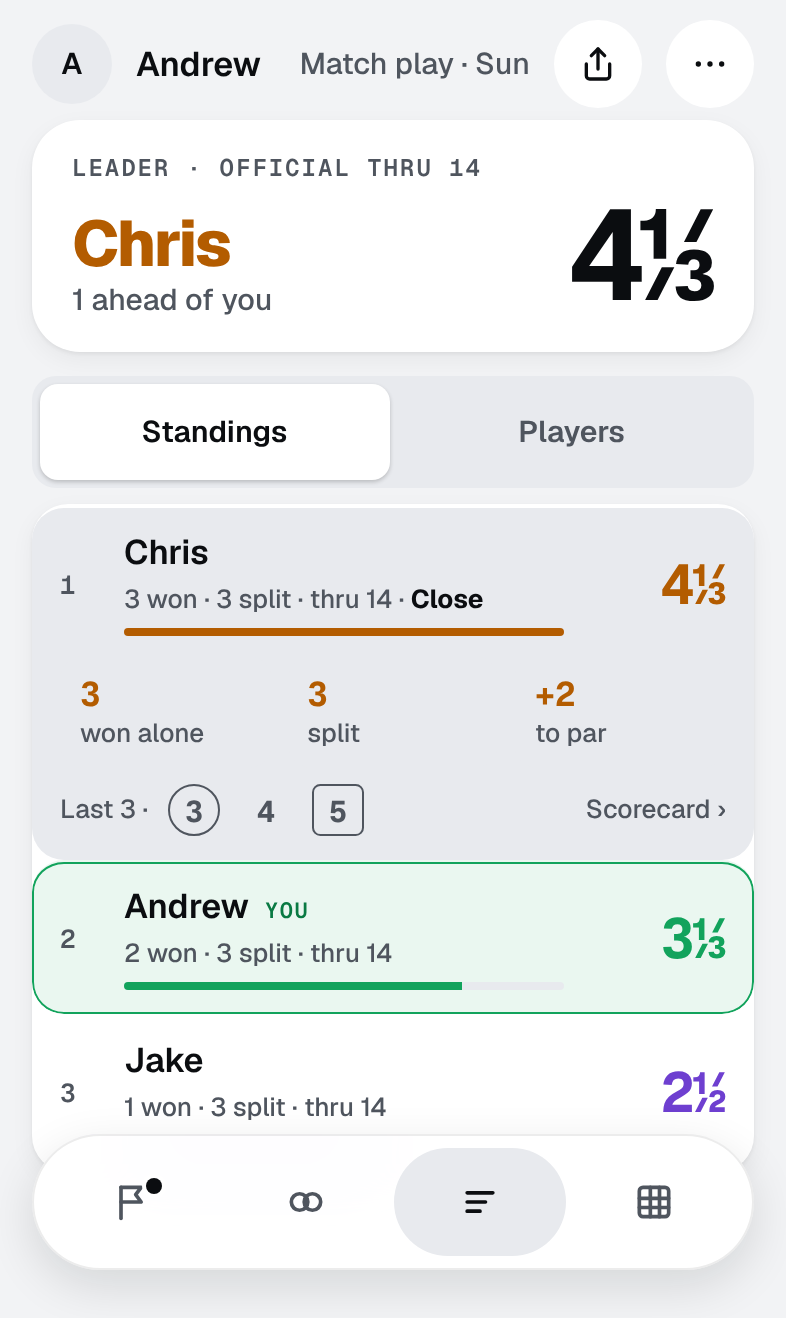 A Andrew Match play · Sun
LEADER · OFFICIAL THRU 14
Chris 4⅓
1 ahead of you
Standings Players
1 Chris 4⅓
3 won · 3 split · thru 14 · Close
3 3 +2
won alone split to par
Last 3 · 3 4 5 Scorecard ›
2 Andrew YOU 3⅓
2 won · 3 split · thru 14
3 Jake 2½
1 won · 3 split · thru 14